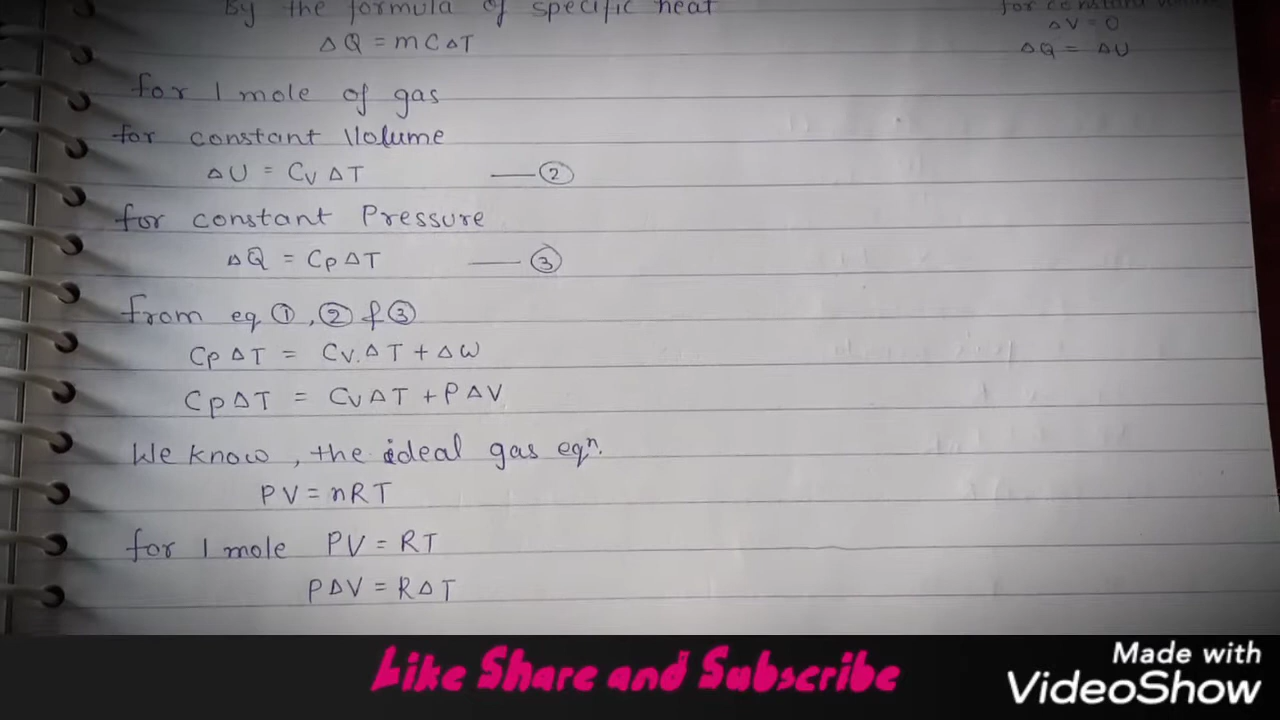 By the formula of specific heat
ΔQ = mCΔT
for constant
ΔV = 0
ΔQ = ΔU
for 1 mole of gas
for constant Volume
ΔU = Cv ΔT —②
for constant Pressure
ΔQ = Cp ΔT —③
from eq ①, ② & ③
Cp ΔT = Cv. ΔT + ΔW
Cp ΔT = Cv ΔT + P ΔV
We know, the ideal gas eqⁿ.
PV = nRT
for 1 mole PV = RT
PΔV = RΔT
Like Share and Subscribe
Made with
VideoShow